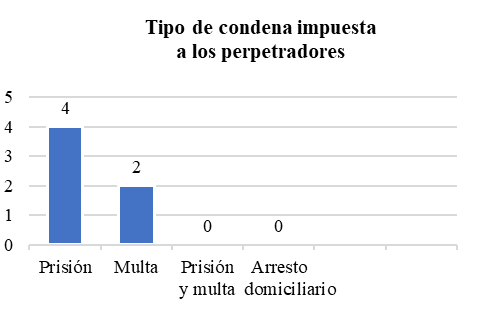 Tipo de condena impuesta
a los perpetradores
5
4
3
2
1
0
4
2
0
0
Prisión
Multa
Prisión
y multa
Arresto
domiciliario